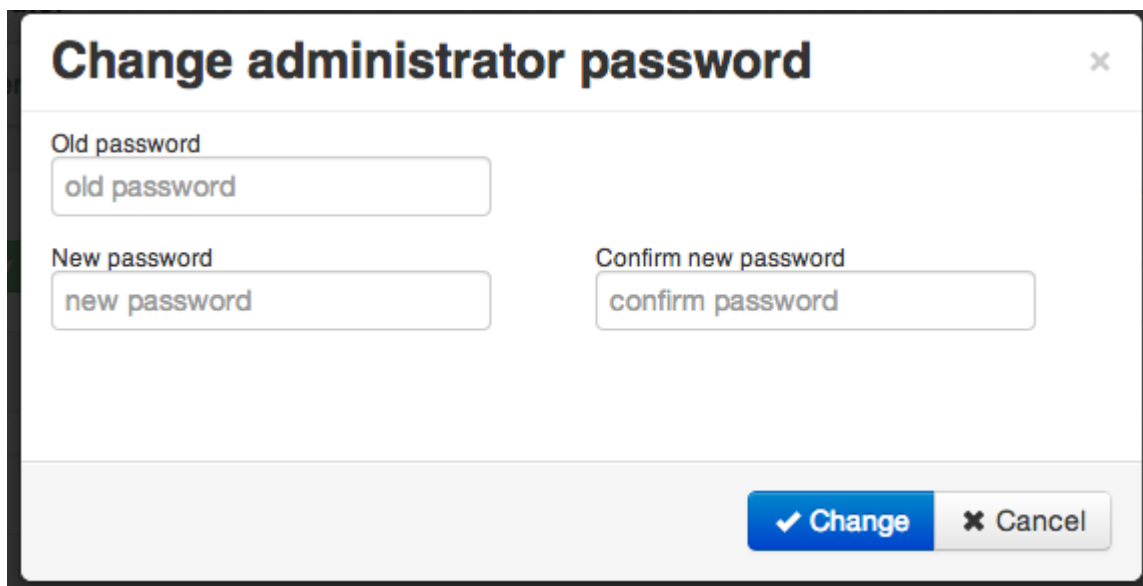 Change administrator password ×
Old password
old password
New password Confirm new password
new password confirm password
✔ Change ✖ Cancel